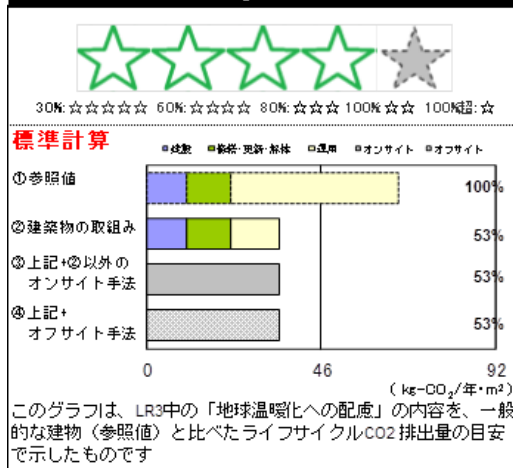 30%:☆☆☆☆☆ 60%:☆☆☆☆ 80%:☆☆☆ 100%:☆☆ 100%超:☆
標準計算
■建設 ■修繕・更新・解体 □運用 ■オンサイト ■オフサイト
①参照値 100%
②建築物の取組み 53%
③上記+②以外の
オンサイト手法 53%
④上記+
オフサイト手法 53%
0 46 92
(kg-CO₂/年・m²)
このグラフは、LR3中の「地球温暖化への配慮」の内容を、一般
的な建物(参照値)と比べたライフサイクルCO2 排出量の目安
で示したものです